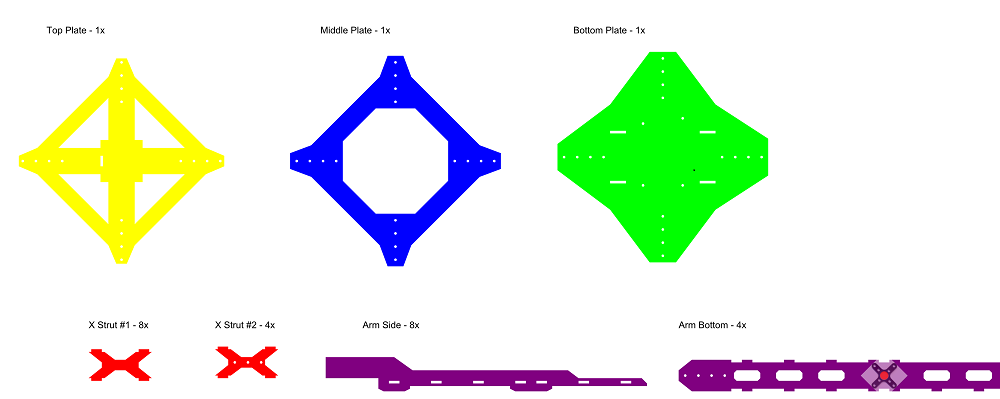 Top Plate - 1x
Middle Plate - 1x
Bottom Plate - 1x
X Strut #1 - 8x
X Strut #2 - 4x
Arm Side - 8x
Arm Bottom - 4x